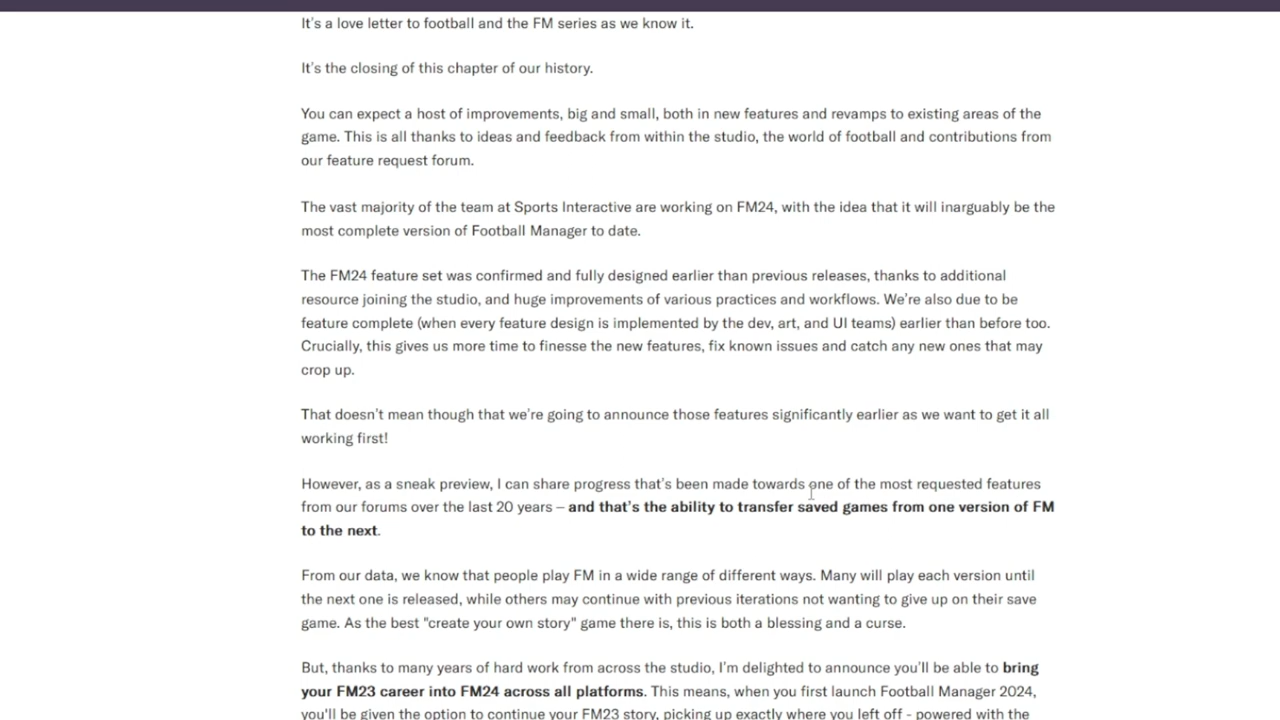 It's a love letter to football and the FM series as we know it.
It's the closing of this chapter of our history.
You can expect a host of improvements, big and small, both in new features and revamps to existing areas of the
game. This is all thanks to ideas and feedback from within the studio, the world of football and contributions from
our feature request forum.
The vast majority of the team at Sports Interactive are working on FM24, with the idea that it will inarguably be the
most complete version of Football Manager to date.
The FM24 feature set was confirmed and fully designed earlier than previous releases, thanks to additional
resource joining the studio, and huge improvements of various practices and workflows. We're also due to be
feature complete (when every feature design is implemented by the dev, art, and UI teams) earlier than before too.
Crucially, this gives us more time to finesse the new features, fix known issues and catch any new ones that may
crop up.
That doesn't mean though that we're going to announce those features significantly earlier as we want to get it all
working first!
However, as a sneak preview, I can share progress that's been made towards one of the most requested features
from our forums over the last 20 years – and that's the ability to transfer saved games from one version of FM
to the next.
From our data, we know that people play FM in a wide range of different ways. Many will play each version until
the next one is released, while others may continue with previous iterations not wanting to give up on their save
game. As the best "create your own story" game there is, this is both a blessing and a curse.
But, thanks to many years of hard work from across the studio, I'm delighted to announce you'll be able to bring
your FM23 career into FM24 across all platforms. This means, when you first launch Football Manager 2024,
you'll be given the option to continue your FM23 story, picking up exactly where you left off - powered with the